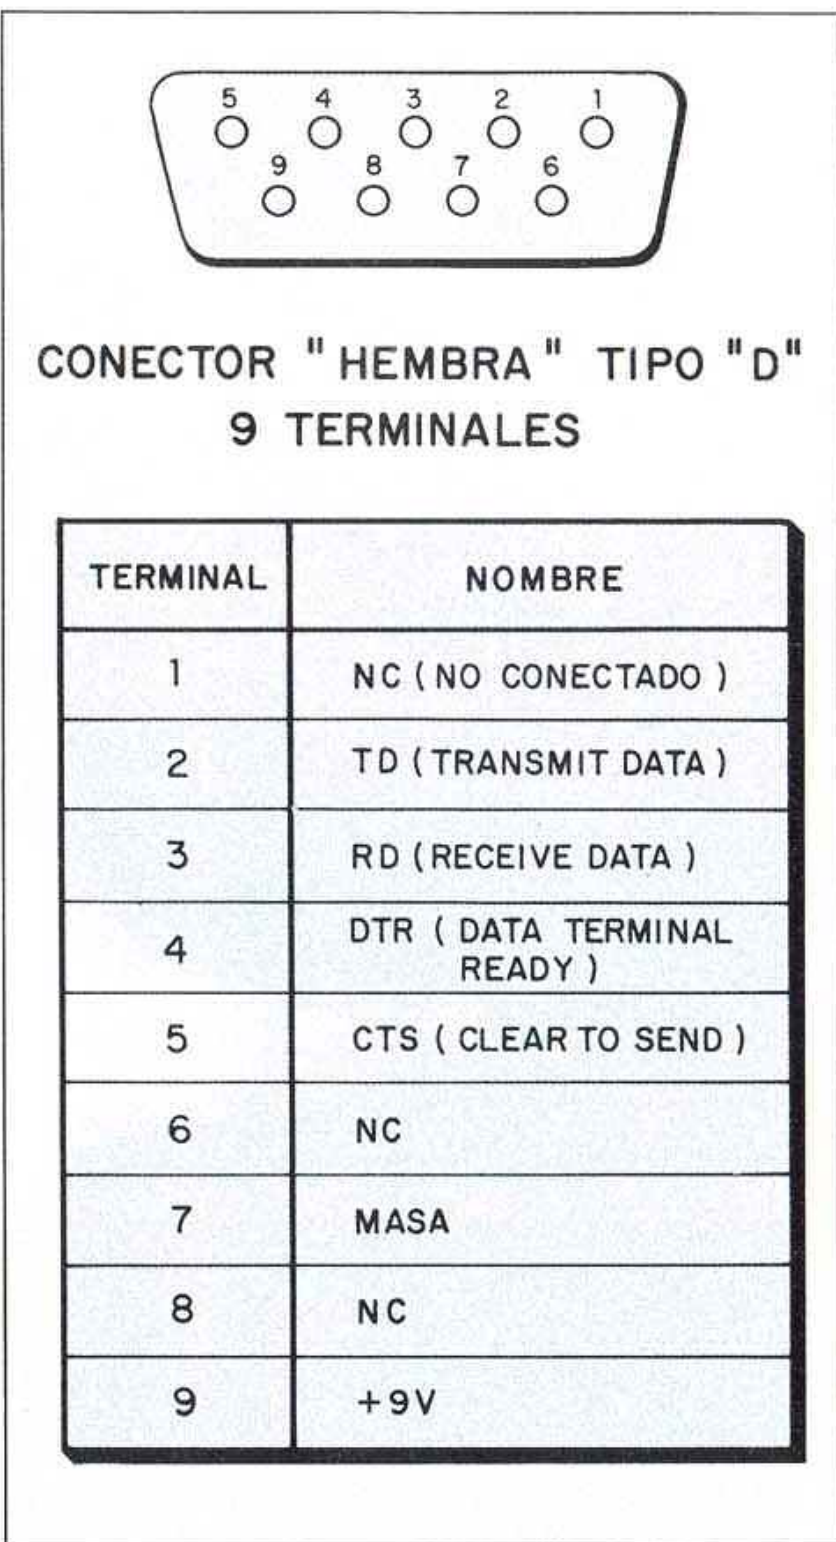 5 4 3 2 1
9 8 7 6
CONECTOR "HEMBRA" TIPO "D"
9 TERMINALES
TERMINAL NOMBRE
1 NC (NO CONECTADO)
2 TD (TRANSMIT DATA)
3 RD (RECEIVE DATA)
4 DTR (DATA TERMINAL
READY)
5 CTS (CLEAR TO SEND)
6 NC
7 MASA
8 NC
9 +9V